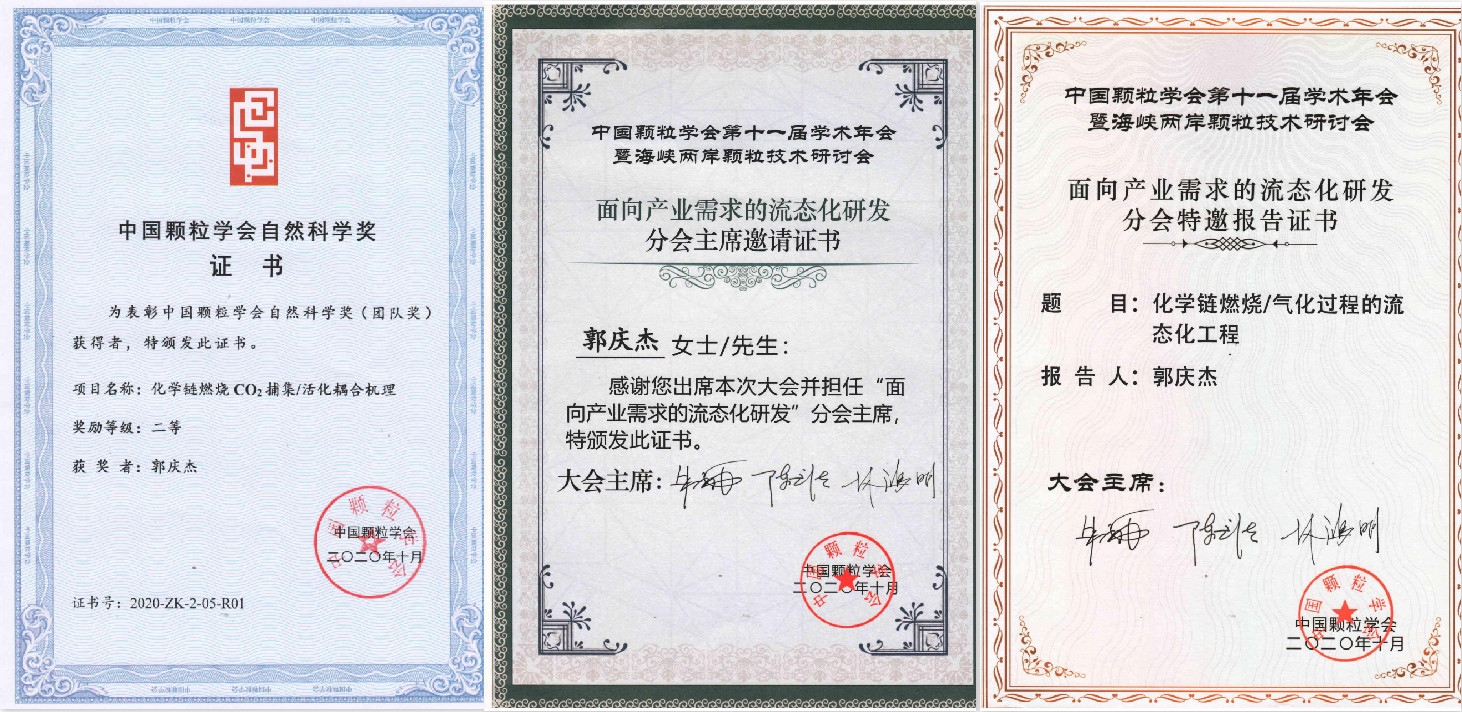 中国颗粒学会自然科学奖
证 书
为表彰中国颗粒学会自然科学奖（团队奖）
获得者，特颁发此证书。
项目名称：化学链燃烧 CO₂ 捕集/活化耦合机理
奖励等级：二等
获 奖 者：郭庆杰
中国颗粒学会
二〇二〇年十月
证书号：2020-ZK-2-05-R01
中国颗粒学会第十一届学术年会
暨海峡两岸颗粒技术研讨会
面向产业需求的流态化研发
分会主席邀请证书
郭庆杰 女士/先生：
感谢您出席本次大会并担任“面
向产业需求的流态化研发”分会主席，
特颁发此证书。
大会主席：
中国颗粒学会
二〇二〇年十月
中国颗粒学会第十一届学术年会
暨海峡两岸颗粒技术研讨会
面向产业需求的流态化研发
分会特邀报告证书
题 目：化学链燃烧/气化过程的流
态化工程
报 告 人：郭庆杰
大会主席：
中国颗粒学会
二〇二〇年十月